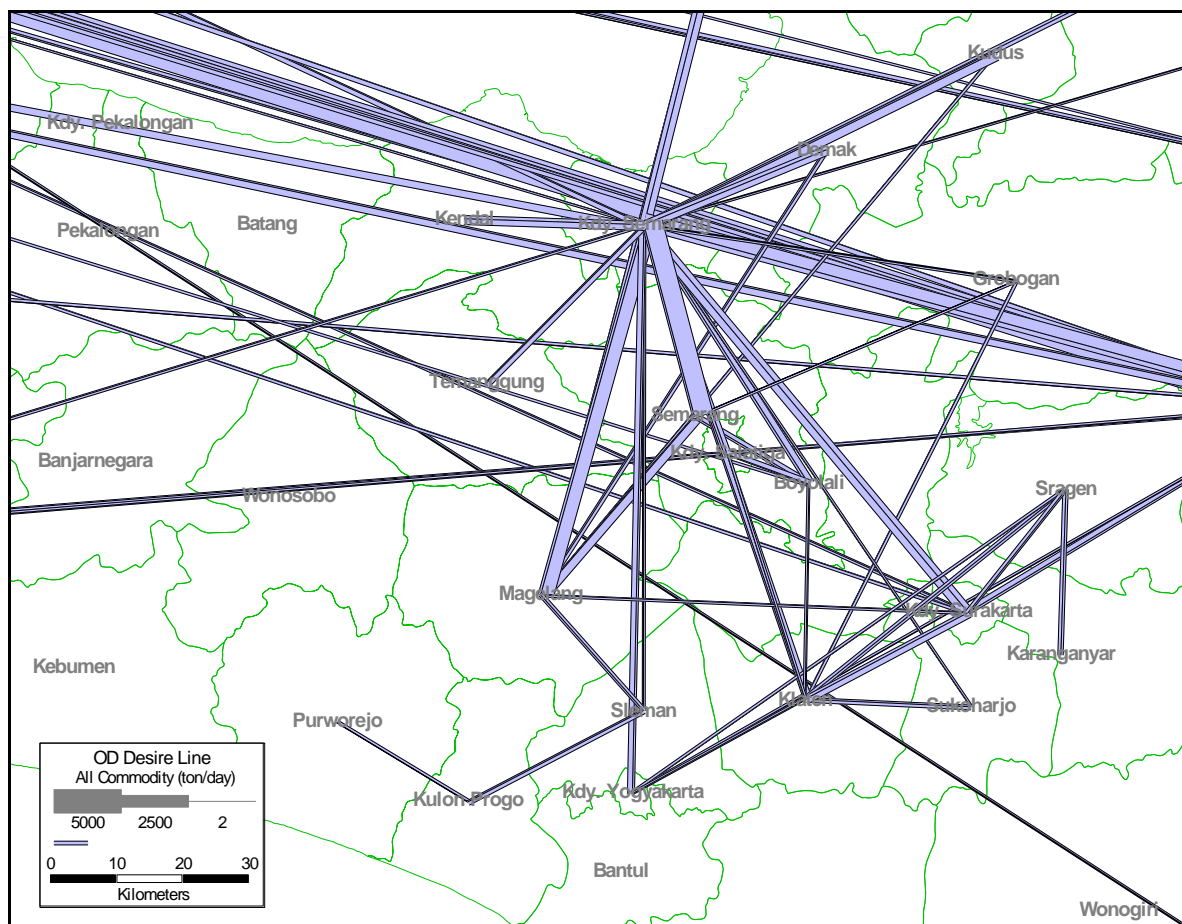 Kudus
Kdy. Pekalongan
Demak
Kendal
Kdy. Semarang
Pekalongan
Batang
Grobogan
Temanggung
Semarang
Kdy. Salatiga
Banjarnegara
Boyolali
Wonosobo
Sragen
Magelang
Kdy. Surakarta
Karanganyar
Kebumen
Klaten
Sukoharjo
Sleman
Purworejo
Kulon Progo
Kdy. Yogyakarta
Bantul
Wonogiri
OD Desire Line
All Commodity (ton/day)
5000 2500 2
0 10 20 30
Kilometers